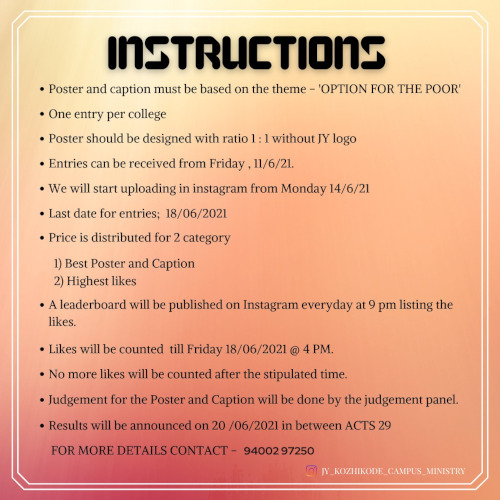 INSTRUCTIONS
• Poster and caption must be based on the theme – 'OPTION FOR THE POOR'
• One entry per college
• Poster should be designed with ratio 1 : 1 without JY logo
• Entries can be received from Friday , 11/6/21.
• We will start uploading in instagram from Monday 14/6/21
• Last date for entries; 18/06/2021
• Price is distributed for 2 category
1) Best Poster and Caption
2) Highest likes
• A leaderboard will be published on Instagram everyday at 9 pm listing the
likes.
• Likes will be counted till Friday 18/06/2021 @ 4 PM.
• No more likes will be counted after the stipulated time.
• Judgement for the Poster and Caption will be done by the judgement panel.
• Results will be announced on 20 /06/2021 in between ACTS 29
FOR MORE DETAILS CONTACT – 94002 97250
JY_KOZHIKODE_CAMPUS_MINISTRY